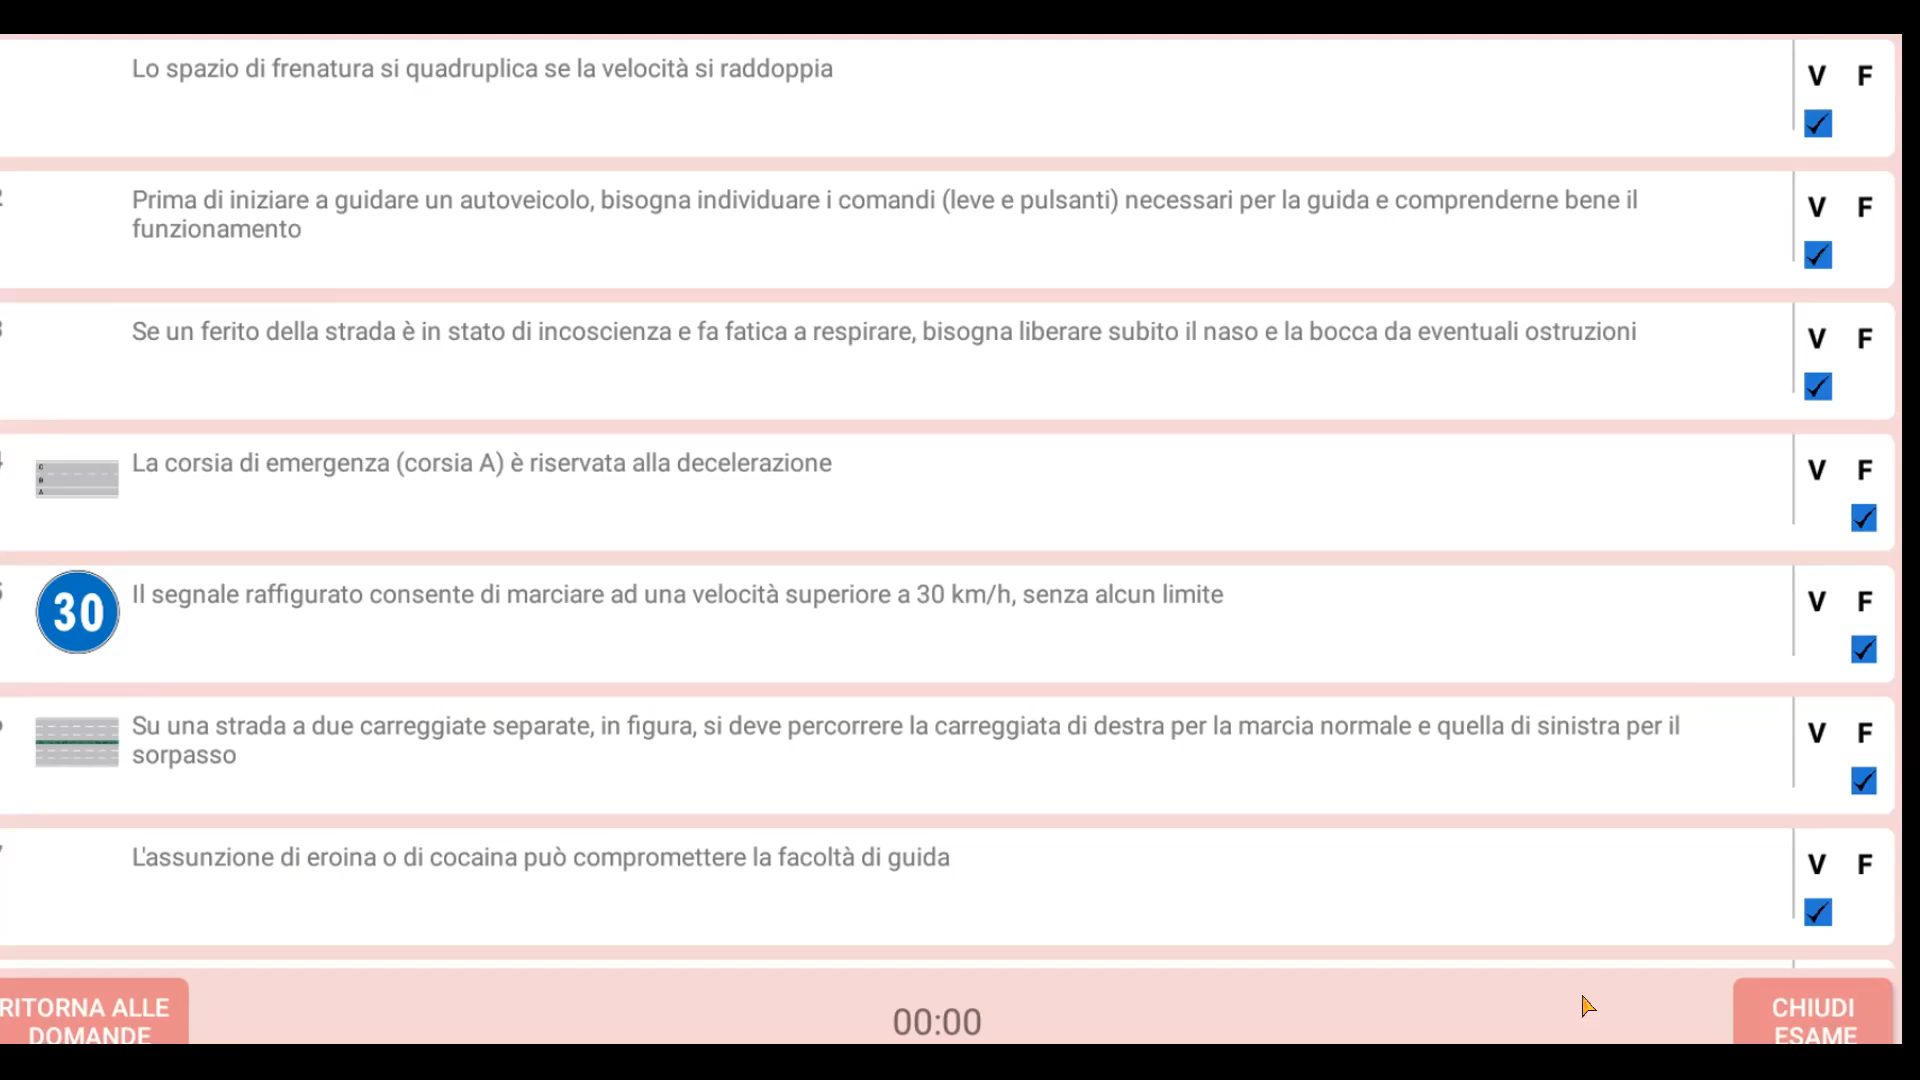 Lo spazio di frenatura si quadruplica se la velocità si raddoppia
V F
Prima di iniziare a guidare un autoveicolo, bisogna individuare i comandi (leve e pulsanti) necessari per la guida e comprenderne bene il
funzionamento
V F
Se un ferito della strada è in stato di incoscienza e fa fatica a respirare, bisogna liberare subito il naso e la bocca da eventuali ostruzioni
V F
C
B
A
La corsia di emergenza (corsia A) è riservata alla decelerazione
V F
30
Il segnale raffigurato consente di marciare ad una velocità superiore a 30 km/h, senza alcun limite
V F
Su una strada a due carreggiate separate, in figura, si deve percorrere la carreggiata di destra per la marcia normale e quella di sinistra per il
sorpasso
V F
L'assunzione di eroina o di cocaina può compromettere la facoltà di guida
V F
RITORNA ALLE
DOMANDE
00:00
CHIUDI
ESAME